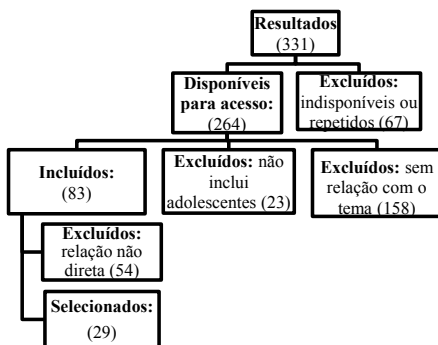 Resultados
(331)
Disponíveis
para acesso:
(264)
Excluídos:
indisponíveis ou
repetidos (67)
Incluídos:
(83)
Excluídos: não
inclui
adolescentes (23)
Excluídos: sem
relação com o
tema (158)
Excluídos:
relação não
direta (54)
Selecionados:
(29)